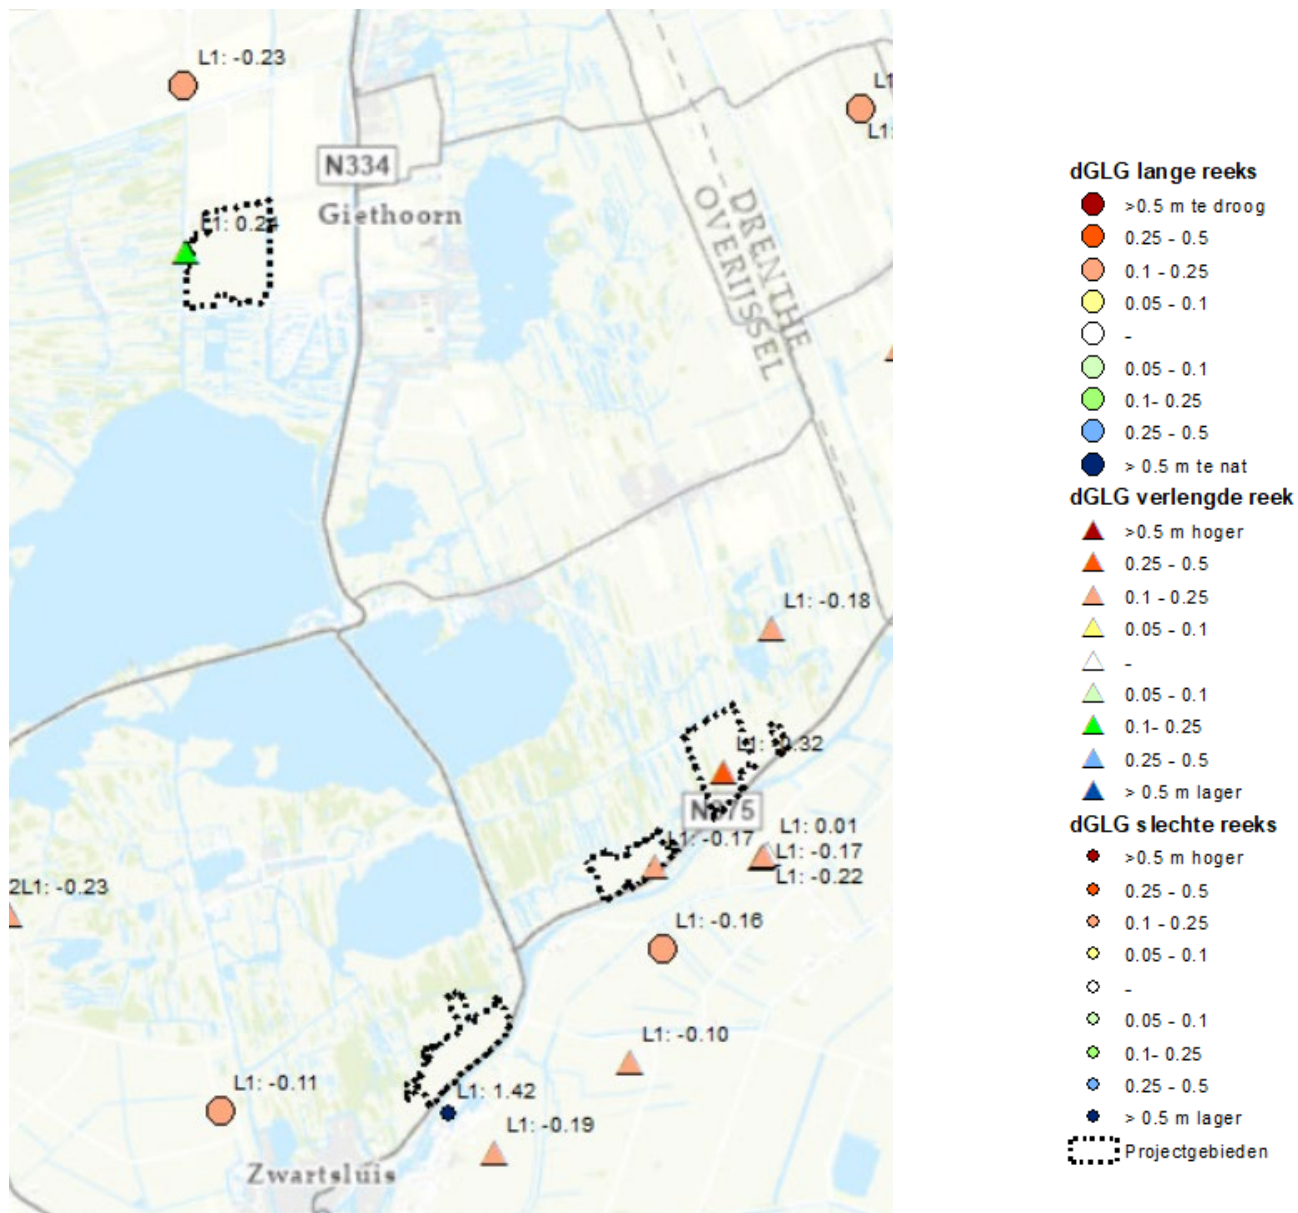 L1: -0.23
L1
L1:
N334
Giethoorn
L1: 0.24
DRENTHE
OVERIJSSEL
L1: -0.18
L1: -0.32
N375
L1: -0.17
L1: 0.01
L1: -0.17
L1: -0.22
2L1: -0.23
L1: -0.16
L1: -0.10
L1: -0.11
L1: 1.42
L1: -0.19
Zwartsluis
dGLG lange reeks
>0.5 m te droog
0.25 - 0.5
0.1 - 0.25
0.05 - 0.1
-
0.05 - 0.1
0.1- 0.25
0.25 - 0.5
> 0.5 m te nat
dGLG verlengde reek
>0.5 m hoger
0.25 - 0.5
0.1 - 0.25
0.05 - 0.1
-
0.05 - 0.1
0.1- 0.25
0.25 - 0.5
> 0.5 m lager
dGLG slechte reeks
>0.5 m hoger
0.25 - 0.5
0.1 - 0.25
0.05 - 0.1
-
0.05 - 0.1
0.1- 0.25
0.25 - 0.5
> 0.5 m lager
Projectgebieden